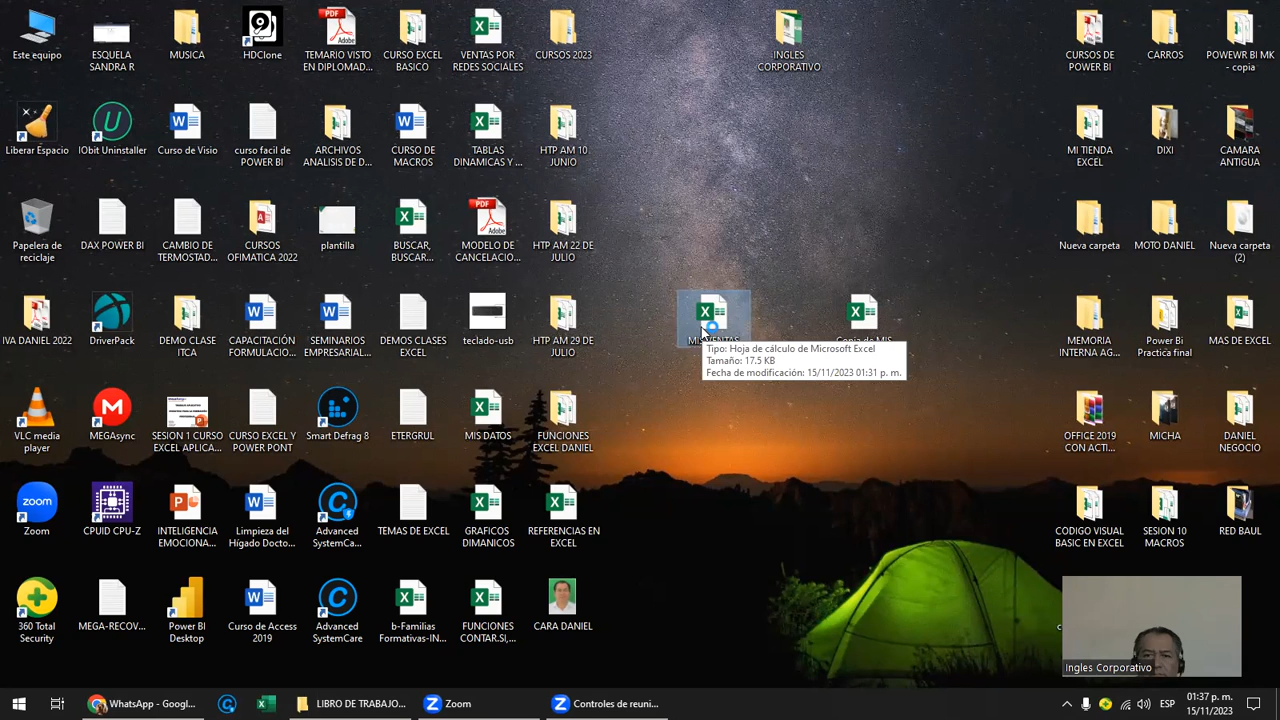 Este equipo
ESCUELA
SANDRA R
MUSICA
HDClone
TEMARIO VISTO
EN DIPLOMAD...
CURSO EXCEL
BASICO
VENTAS POR
REDES SOCIALES
CURSOS 2023
INGLES
CORPORATIVO
CURSOS DE
POWER BI
CARROS
POWEWR BI MK
- copia
Liberar Espacio
IObit Uninstaller
Curso de Visio
curso facil de
POWER BI
ARCHIVOS
ANALISIS DE D...
CURSO DE
MACROS
TABLAS
DINAMICAS Y ...
HTP AM 10
JUNIO
MI TIENDA
EXCEL
DIXI
CAMARA
ANTIGUA
Papelera de
reciclaje
DAX POWER BI
CAMBIO DE
TERMOSTAD...
CURSOS
OFIMATICA 2022
plantilla
BUSCAR,
BUSCAR...
MODELO DE
CANCELACIO...
HTP AM 22 DE
JULIO
Nueva carpeta
MOTO DANIEL
Nueva carpeta
(2)
IVA DANIEL 2022
DriverPack
DEMO CLASE
ITCA
CAPACITACIÓN
FORMULACIO...
SEMINARIOS
EMPRESARIAL...
DEMOS CLASES
EXCEL
teclado-usb
HTP AM 29 DE
JULIO
MIS VENTAS
Copia de MIS
Tipo: Hoja de cálculo de Microsoft Excel
Tamaño: 17.5 KB
Fecha de modificación: 15/11/2023 01:31 p. m.
MEMORIA
INTERNA AG...
Power Bi
Practica final
MAS DE EXCEL
VLC media
player
MEGAsync
SESION 1 CURSO
EXCEL APLICA...
CURSO EXCEL Y
POWER PONT
Smart Defrag 8
ETERGRUL
MIS DATOS
FUNCIONES
EXCEL DANIEL
OFFICE 2019
CON ACTI...
MICHA
DANIEL
NEGOCIO
zoom
Zoom
CPUID CPU-Z
INTELIGENCIA
EMOCIONA...
Limpieza del
Hígado Docto...
Advanced
SystemCa...
TEMAS DE EXCEL
GRAFICOS
DIMANICOS
REFERENCIAS EN
EXCEL
CODIGO VISUAL
BASIC EN EXCEL
SESION 10
MACROS
RED BAUL
360 Total
Security
MEGA-RECOV...
Power BI
Desktop
Curso de Access
2019
Advanced
SystemCare
b-Familias
Formativas-IN...
FUNCIONES
CONTAR.SI,...
CARA DANIEL
Ingles Corporativo
WhatsApp - Googl...
LIBRO DE TRABAJO...
Zoom
Controles de reuni...
ESP
01:37 p. m.
15/11/2023